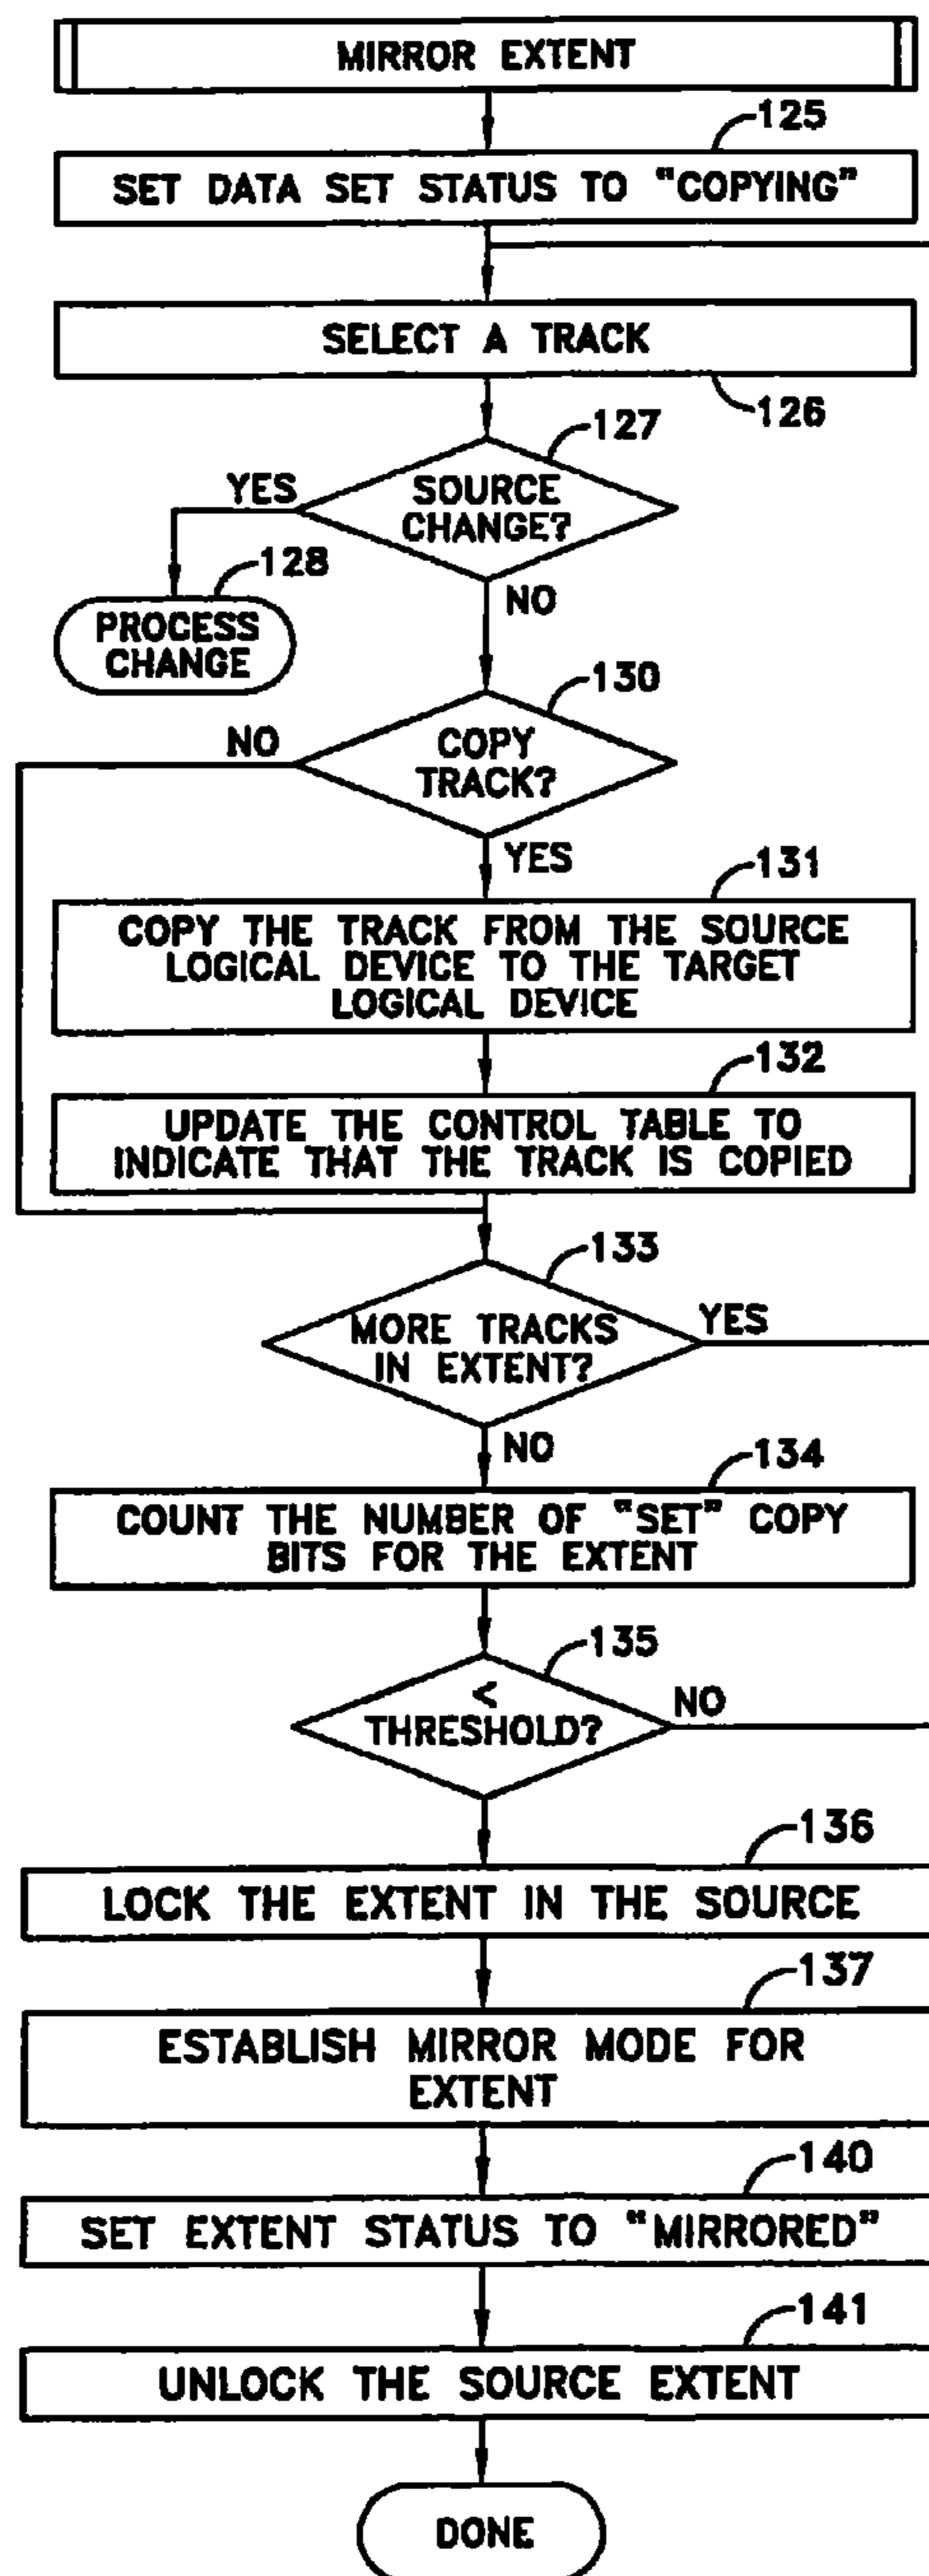 MIRROR EXTENT
125
SET DATA SET STATUS TO "COPYING"
SELECT A TRACK
126
127
YES
SOURCE
CHANGE?
128
NO
PROCESS
CHANGE
130
NO
COPY
TRACK?
YES
131
COPY THE TRACK FROM THE SOURCE
LOGICAL DEVICE TO THE TARGET
LOGICAL DEVICE
132
UPDATE THE CONTROL TABLE TO
INDICATE THAT THE TRACK IS COPIED
133
MORE TRACKS
IN EXTENT?
YES
NO
134
COUNT THE NUMBER OF "SET" COPY
BITS FOR THE EXTENT
135
<
THRESHOLD?
NO
136
LOCK THE EXTENT IN THE SOURCE
137
ESTABLISH MIRROR MODE FOR
EXTENT
140
SET EXTENT STATUS TO "MIRRORED"
141
UNLOCK THE SOURCE EXTENT
DONE